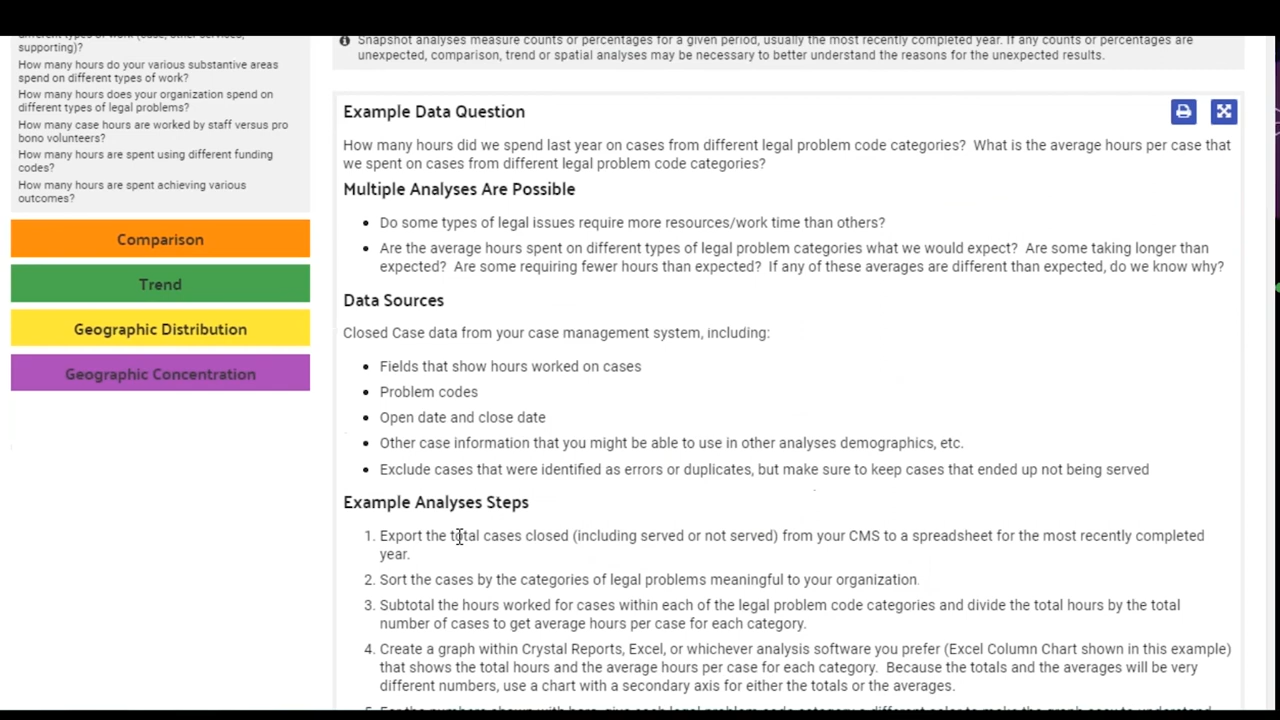 supporting)?
How many hours do your various substantive areas
spend on different types of work?
How many hours does your organization spend on
different types of legal problems?
How many case hours are worked by staff versus pro
bono volunteers?
How many hours are spent using different funding
codes?
How many hours are spent achieving various
outcomes?
Comparison
Trend
Geographic Distribution
Geographic Concentration
Snapshot analyses measure counts or percentages for a given period, usually the most recently completed year. If any counts or percentages are
unexpected, comparison, trend or spatial analyses may be necessary to better understand the reasons for the unexpected results.
Example Data Question
How many hours did we spend last year on cases from different legal problem code categories? What is the average hours per case that
we spent on cases from different legal problem code categories?
Multiple Analyses Are Possible
• Do some types of legal issues require more resources/work time than others?
• Are the average hours spent on different types of legal problem categories what we would expect? Are some taking longer than
expected? Are some requiring fewer hours than expected? If any of these averages are different than expected, do we know why?
Data Sources
Closed Case data from your case management system, including:
• Fields that show hours worked on cases
• Problem codes
• Open date and close date
• Other case information that you might be able to use in other analyses demographics, etc.
• Exclude cases that were identified as errors or duplicates, but make sure to keep cases that ended up not being served
Example Analyses Steps
1. Export the total cases closed (including served or not served) from your CMS to a spreadsheet for the most recently completed
year.
2. Sort the cases by the categories of legal problems meaningful to your organization.
3. Subtotal the hours worked for cases within each of the legal problem code categories and divide the total hours by the total
number of cases to get average hours per case for each category.
4. Create a graph within Crystal Reports, Excel, or whichever analysis software you prefer (Excel Column Chart shown in this example)
that shows the total hours and the average hours per case for each category. Because the totals and the averages will be very
different numbers, use a chart with a secondary axis for either the totals or the averages.